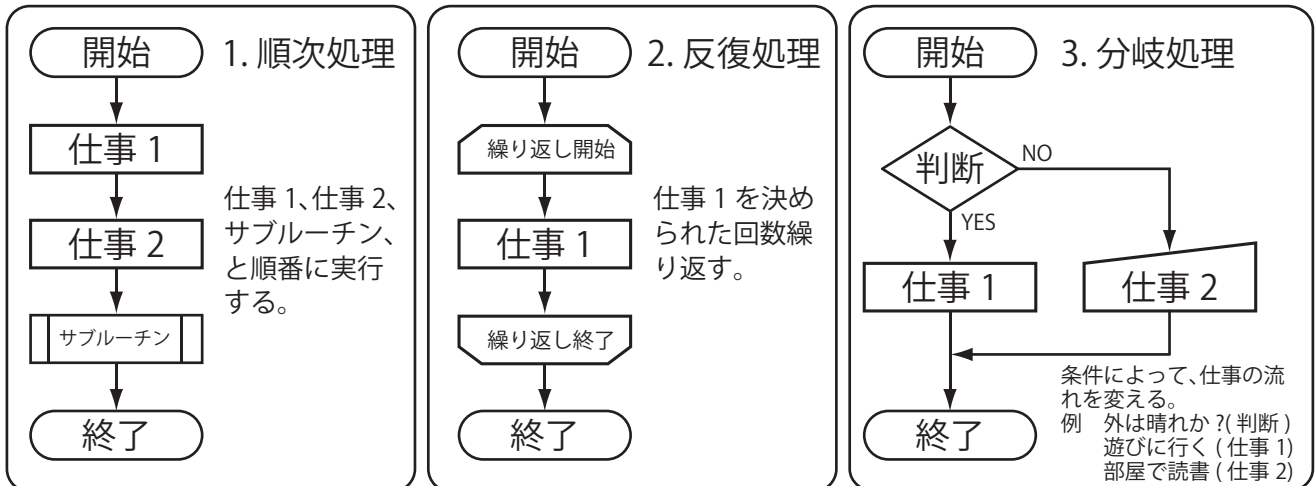 開始
1. 順次処理
仕事 1
仕事 2
サブルーチン
終了
仕事 1、仕事 2、
サブルーチン、
と順番に実行
する。
開始
2. 反復処理
繰り返し開始
仕事 1
繰り返し終了
終了
仕事 1 を決め
られた回数繰
り返す。
開始
3. 分岐処理
判断
NO
YES
仕事 1
仕事 2
終了
条件によって、仕事の流
れを変える。
例 外は晴れか ?( 判断 )
遊びに行く ( 仕事 1)
部屋で読書 ( 仕事 2)